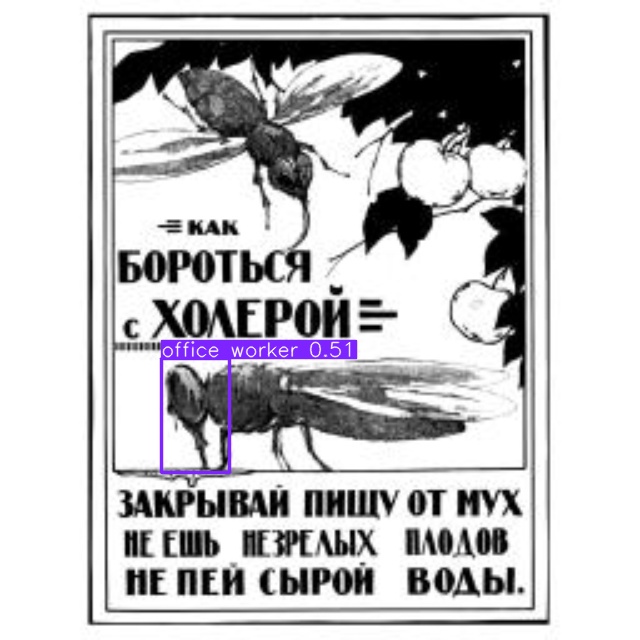 КАК
БОРОТЬСЯ
с ХОЛЕРОЙ
office worker 0.51
ЗАКРЫВАЙ ПИЩУ ОТ МУХ
НЕ ЕШЬ НЕЗРЕЛЫХ ПЛОДОВ
НЕ ПЕЙ СЫРОЙ ВОДЫ.